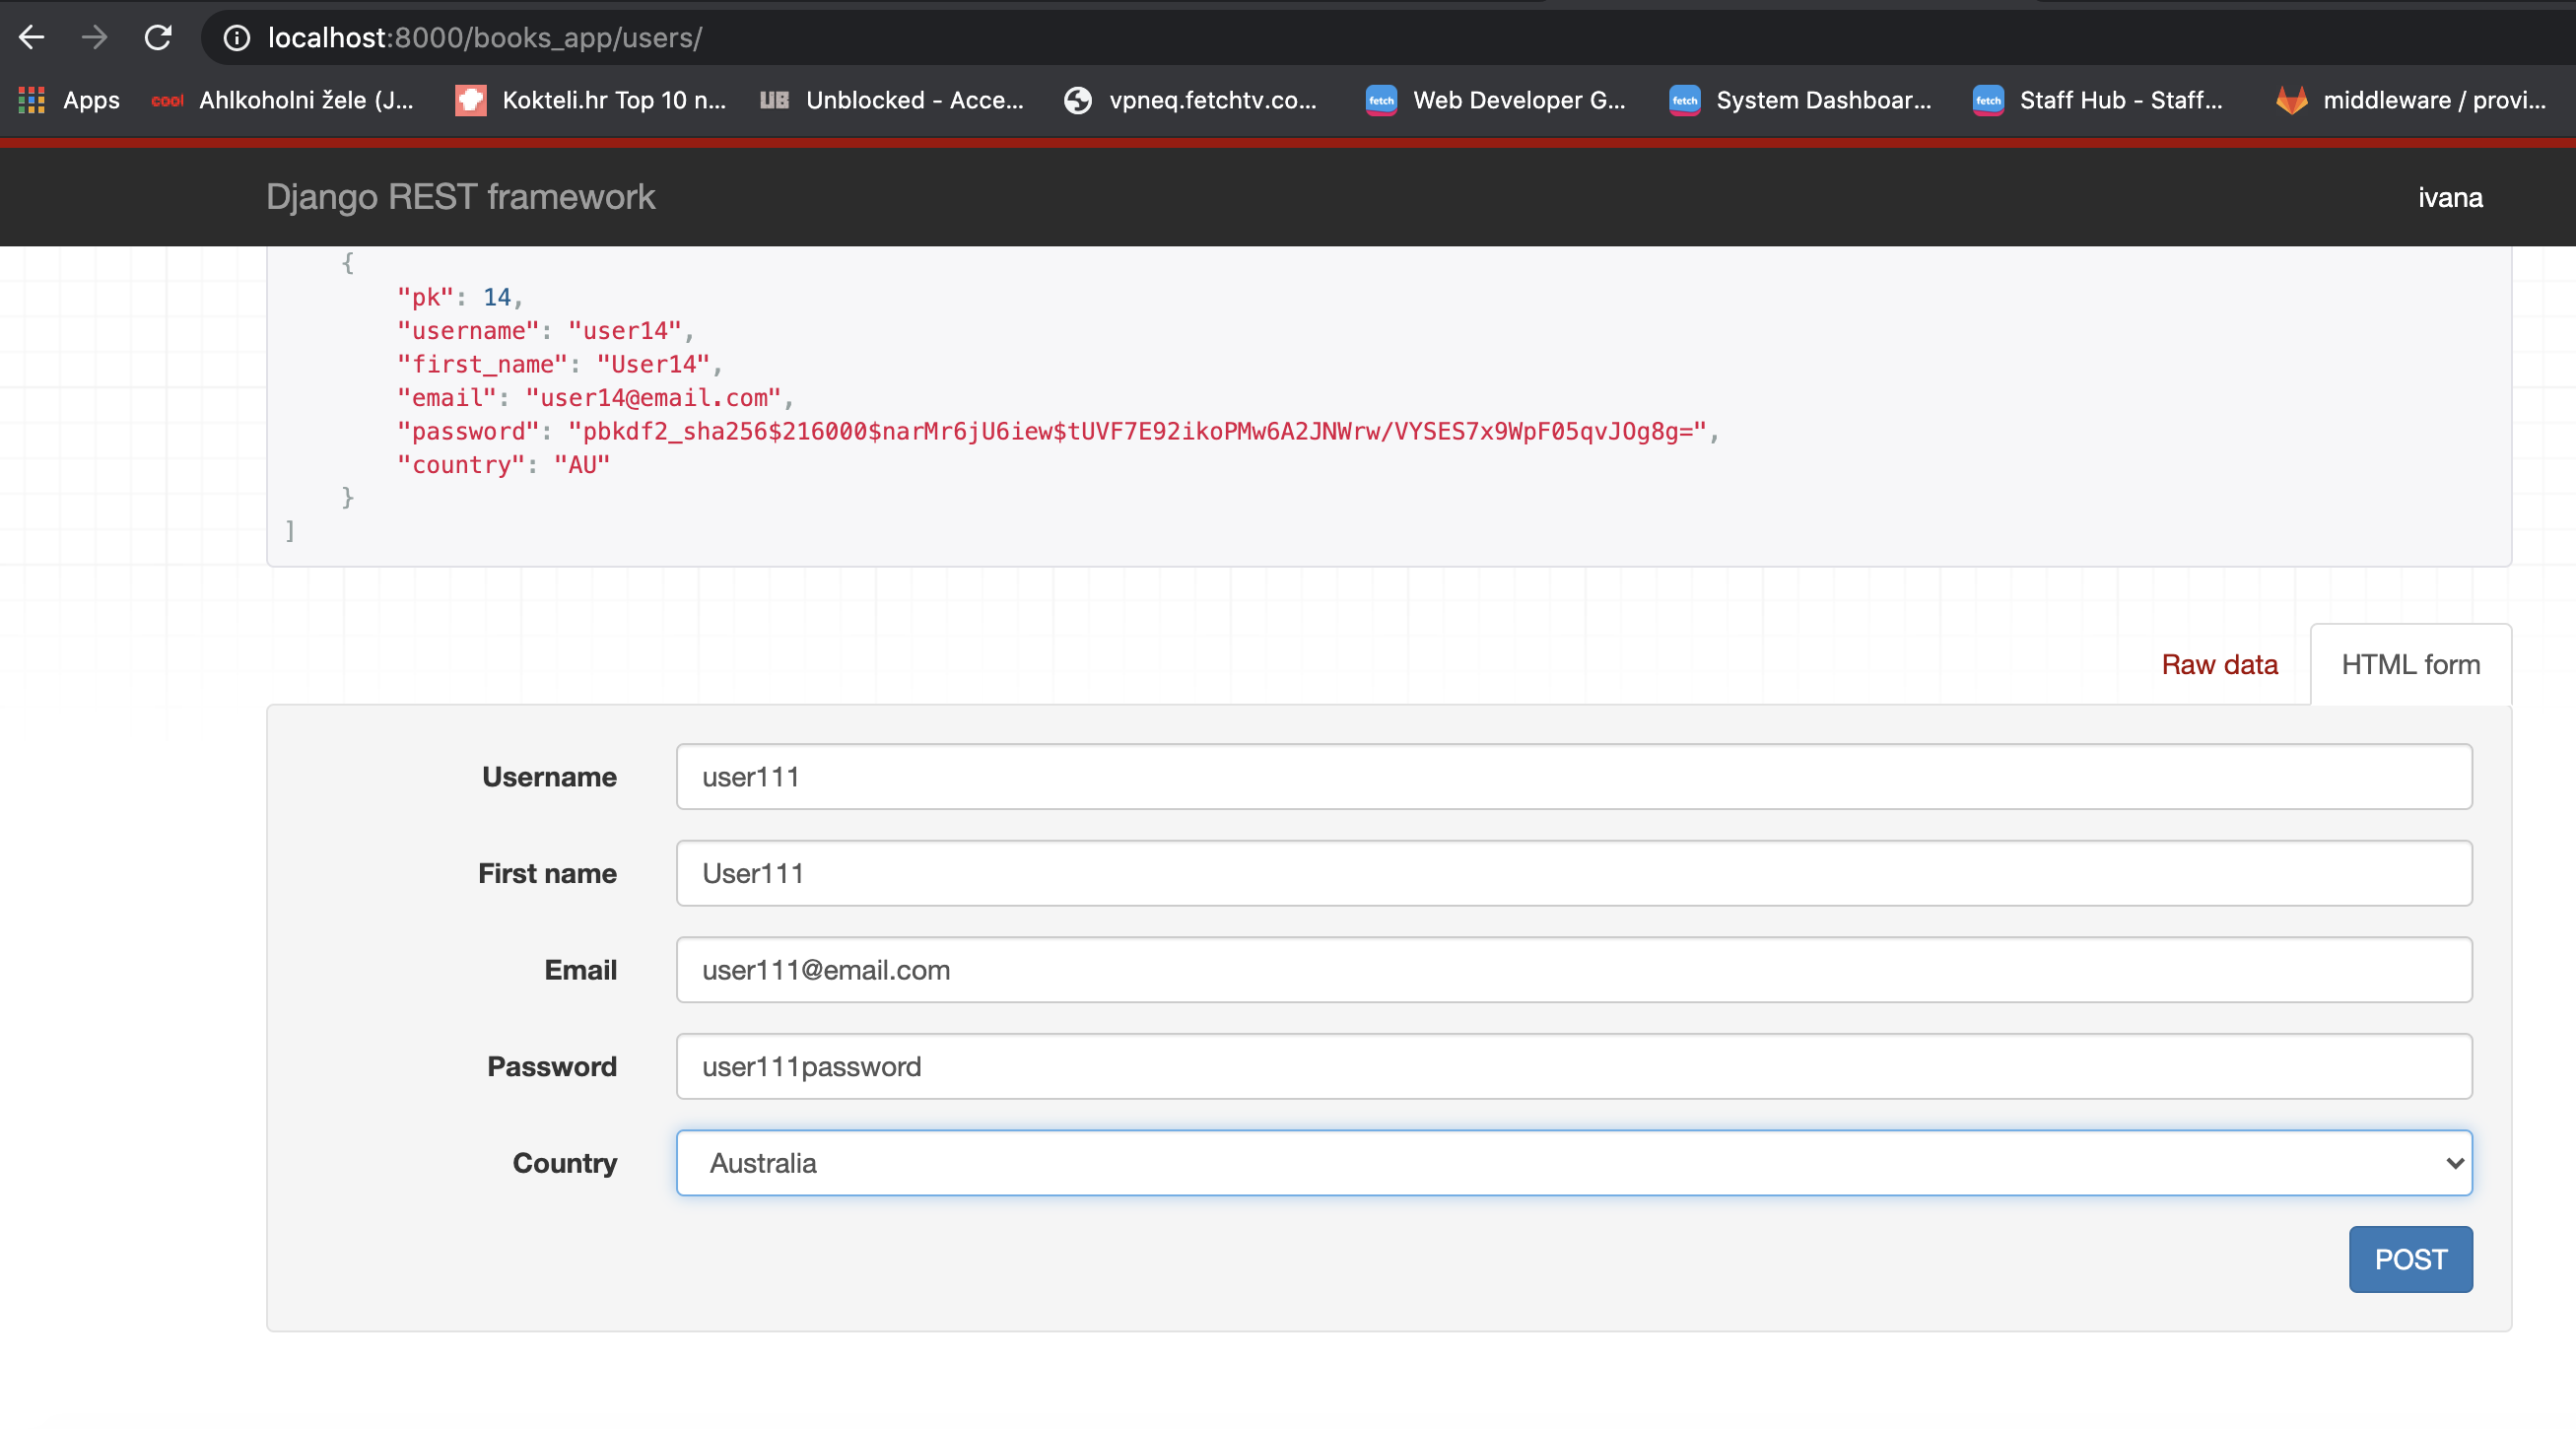 localhost:8000/books_app/users/
Apps cool Ahlkoholni žele (J... Kokteli.hr Top 10 n... UB Unblocked - Acce... vpneq.fetchtv.co... fetch Web Developer G... fetch System Dashboar... fetch Staff Hub - Staff... middleware / provi...
Django REST framework ivana
{
"pk": 14,
"username": "user14",
"first_name": "User14",
"email": "user14@email.com",
"password": "pbkdf2_sha256$216000$narMr6jU6iew$tUVF7E92ikoPMw6A2JNWrw/VYSES7x9WpF05qvJOg8g=",
"country": "AU"
}
]
Raw data HTML form
Username user111
First name User111
Email user111@email.com
Password user111password
Country Australia
POST